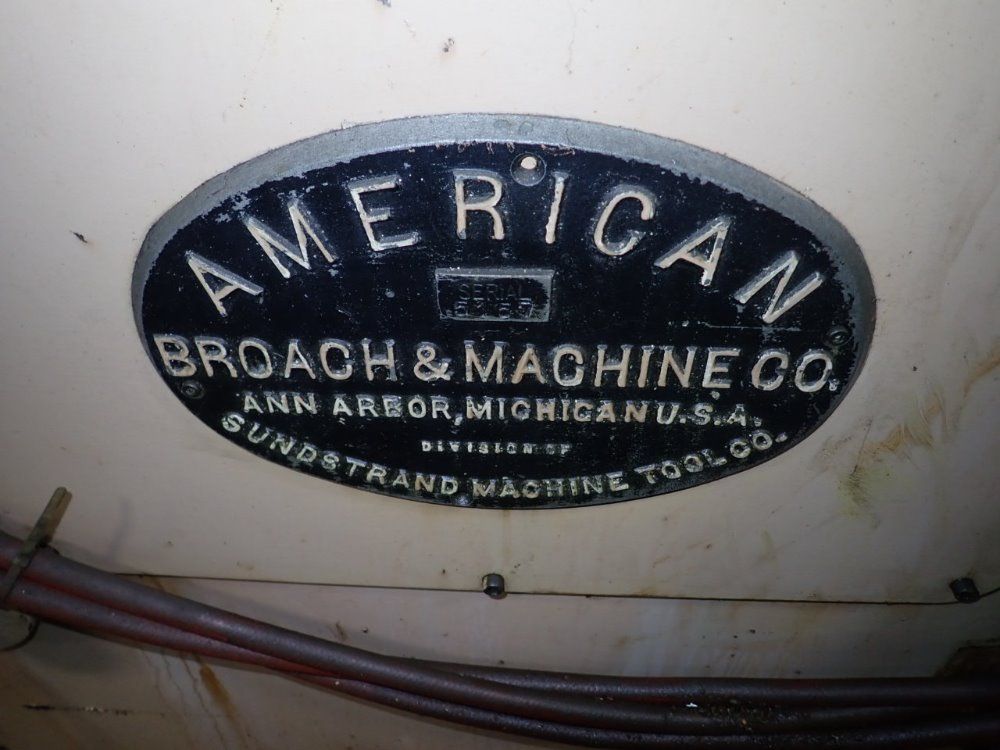 AMERICAN
SERIAL
BROACH & MACHINE CO.
ANN ARBOR, MICHIGAN U.S.A.
DIVISION OF
SUNDSTRAND MACHINE TOOL CO.